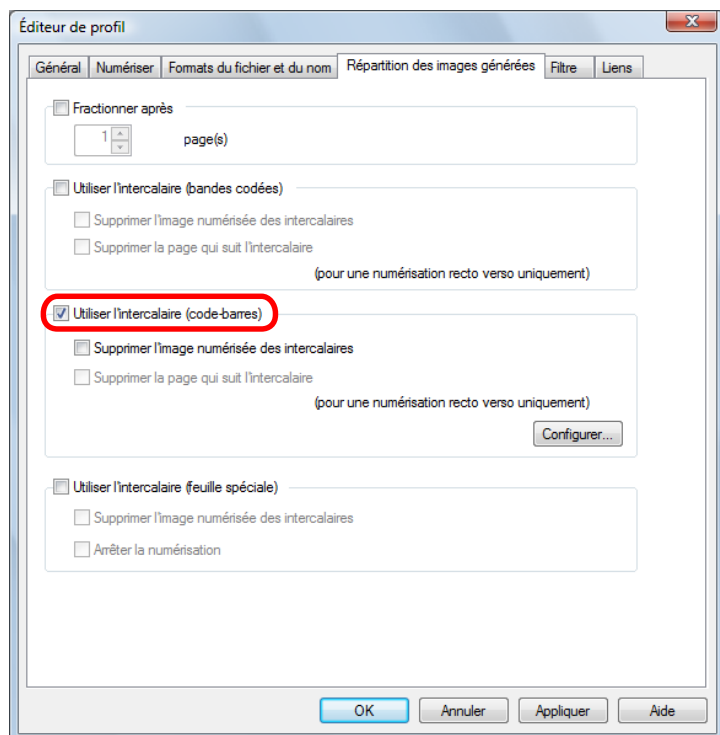 Éditeur de profil
Général Numériser Formats du fichier et du nom Répartition des images générées Filtre Liens
Fractionner après
1 page(s)
Utiliser l'intercalaire (bandes codées)
Supprimer l'image numérisée des intercalaires
Supprimer la page qui suit l'intercalaire
(pour une numérisation recto verso uniquement)
Utiliser l'intercalaire (code-barres)
Supprimer l'image numérisée des intercalaires
Supprimer la page qui suit l'intercalaire
(pour une numérisation recto verso uniquement)
Configurer...
Utiliser l'intercalaire (feuille spéciale)
Supprimer l'image numérisée des intercalaires
Arrêter la numérisation
OK Annuler Appliquer Aide